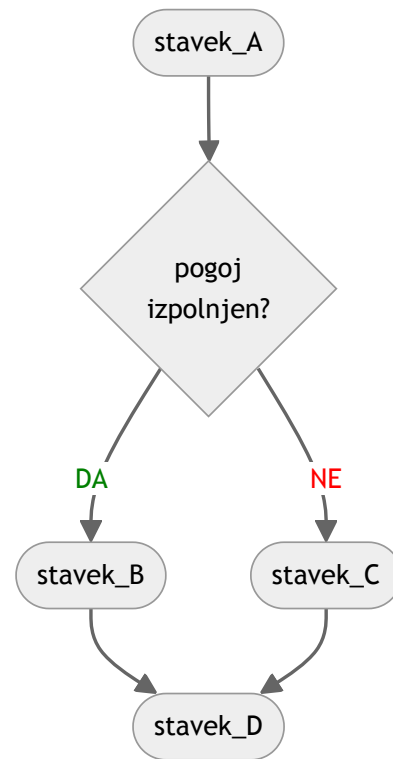 stavek_A
pogoj
izpolnjen?
DA
NE
stavek_B
stavek_C
stavek_D